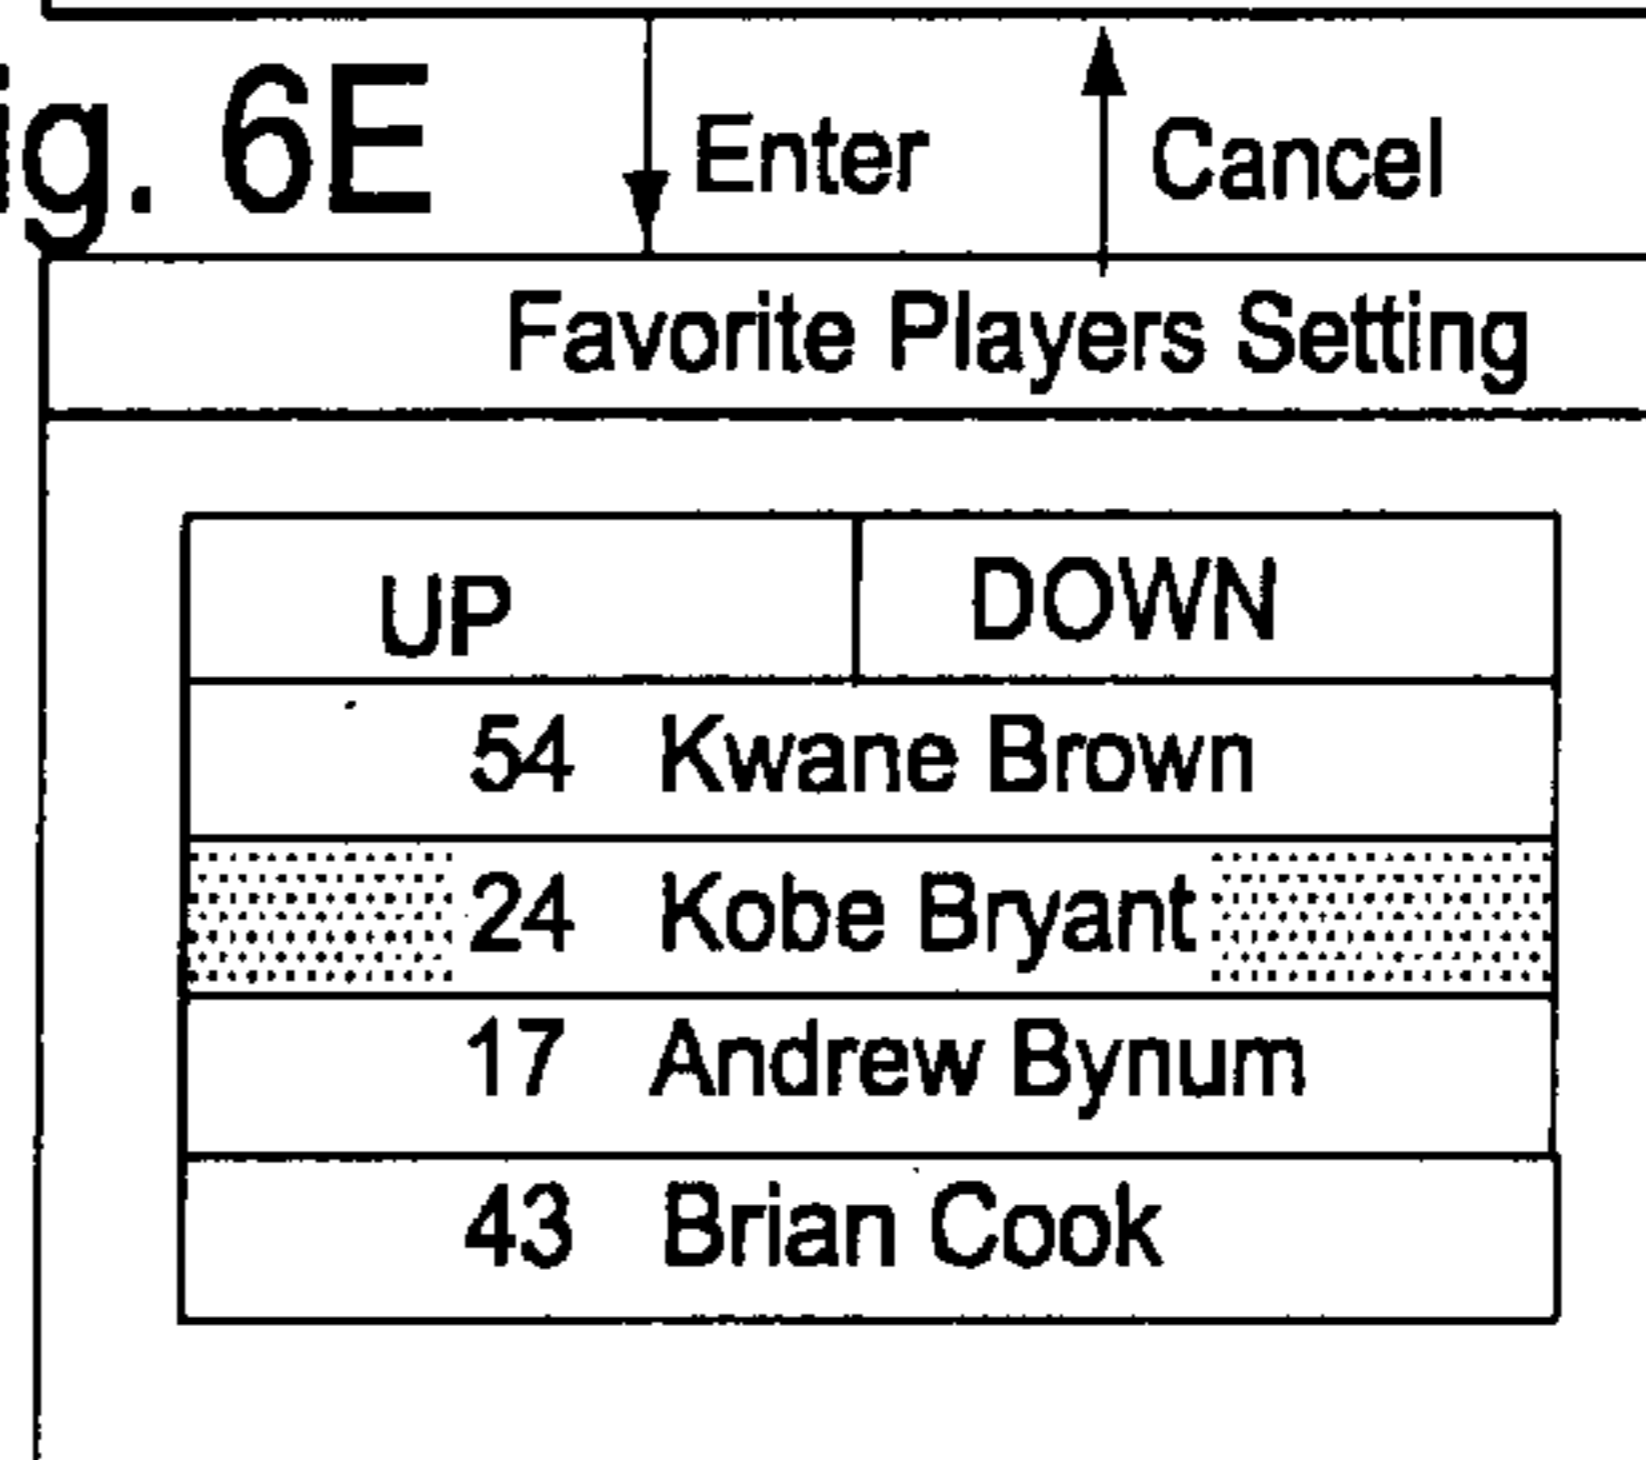 ig. 6E
Enter
Cancel
Favorite Players Setting
UP
DOWN
54 Kwane Brown
24 Kobe Bryant
17 Andrew Bynum
43 Brian Cook